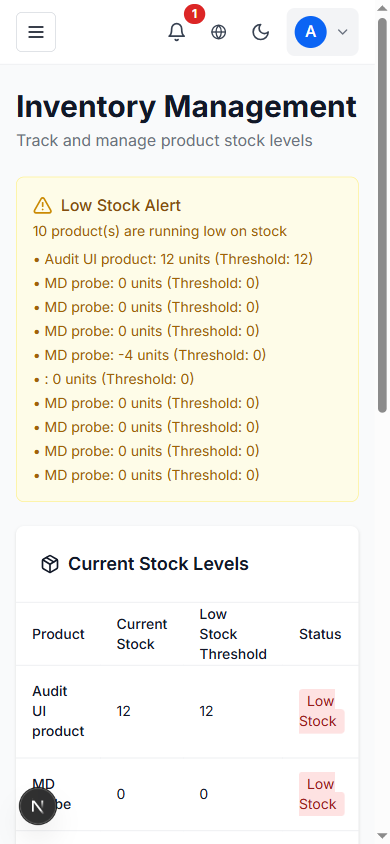 1
A
Inventory Management
Track and manage product stock levels
Low Stock Alert
10 product(s) are running low on stock
• Audit UI product: 12 units (Threshold: 12)
• MD probe: 0 units (Threshold: 0)
• MD probe: 0 units (Threshold: 0)
• MD probe: 0 units (Threshold: 0)
• MD probe: -4 units (Threshold: 0)
• : 0 units (Threshold: 0)
• MD probe: 0 units (Threshold: 0)
• MD probe: 0 units (Threshold: 0)
• MD probe: 0 units (Threshold: 0)
• MD probe: 0 units (Threshold: 0)
Current Stock Levels
Product
Current
Stock
Low
Stock
Threshold
Status
Audit
UI
product
12
12
Low
Stock
MD
0
0
Low
Stock
N